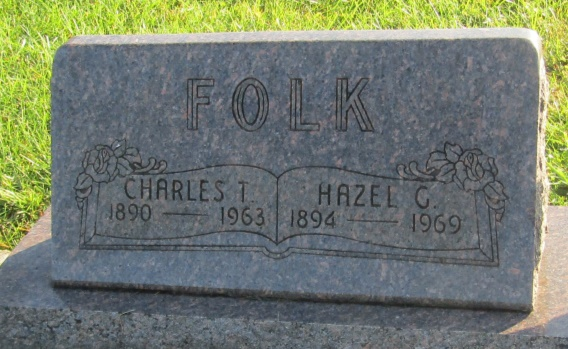 FOLK
CHARLES T. HAZEL G.
1890 — 1963 1894 — 1969